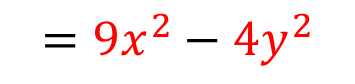 = 9x² − 4y²